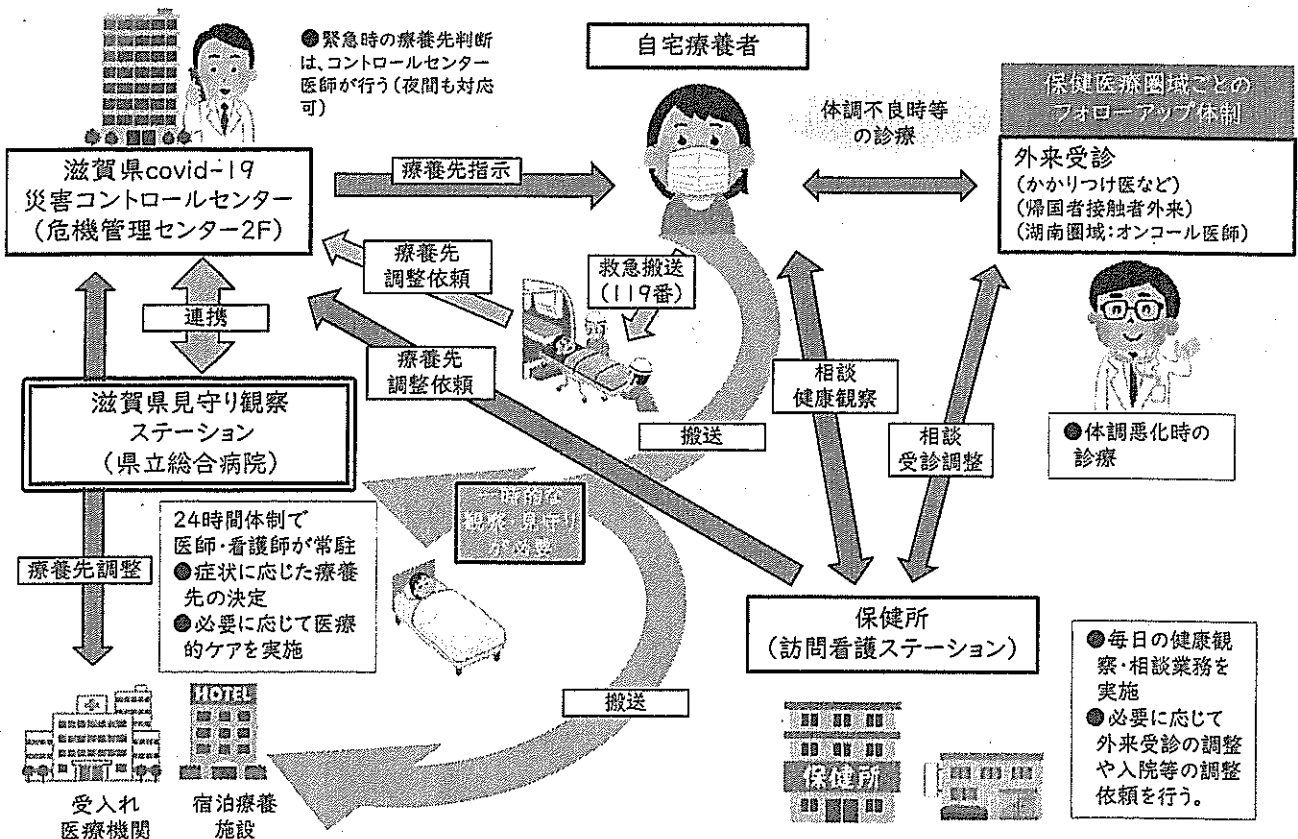 ●緊急時の療養先判断
は、コントロールセンター
医師が行う(夜間も対応
可)
自宅療養者
体調不良時等
の診療
保健医療圏域ごとの
フォローアップ体制
外来受診
(かかりつけ医など)
(帰国者接触者外来)
(湖南圏域:オンコール医師)
滋賀県covid-19
災害コントロールセンター
(危機管理センター2F)
療養先指示
療養先
調整依頼
救急搬送
(119番)
連携
療養先
調整依頼
相談
健康観察
相談
受診調整
●体調悪化時の
診療
滋賀県見守り観察
ステーション
(県立総合病院)
搬送
一時的な
観察・見守り
が必要
24時間体制で
医師・看護師が常駐
●症状に応じた療養
先の決定
●必要に応じて医療
的ケアを実施
療養先調整
保健所
(訪問看護ステーション)
●毎日の健康観
察・相談業務を
実施
●必要に応じて
外来受診の調整
や入院等の調整
依頼を行う。
搬送
HOTEL
保健所
受入れ
医療機関
宿泊療養
施設